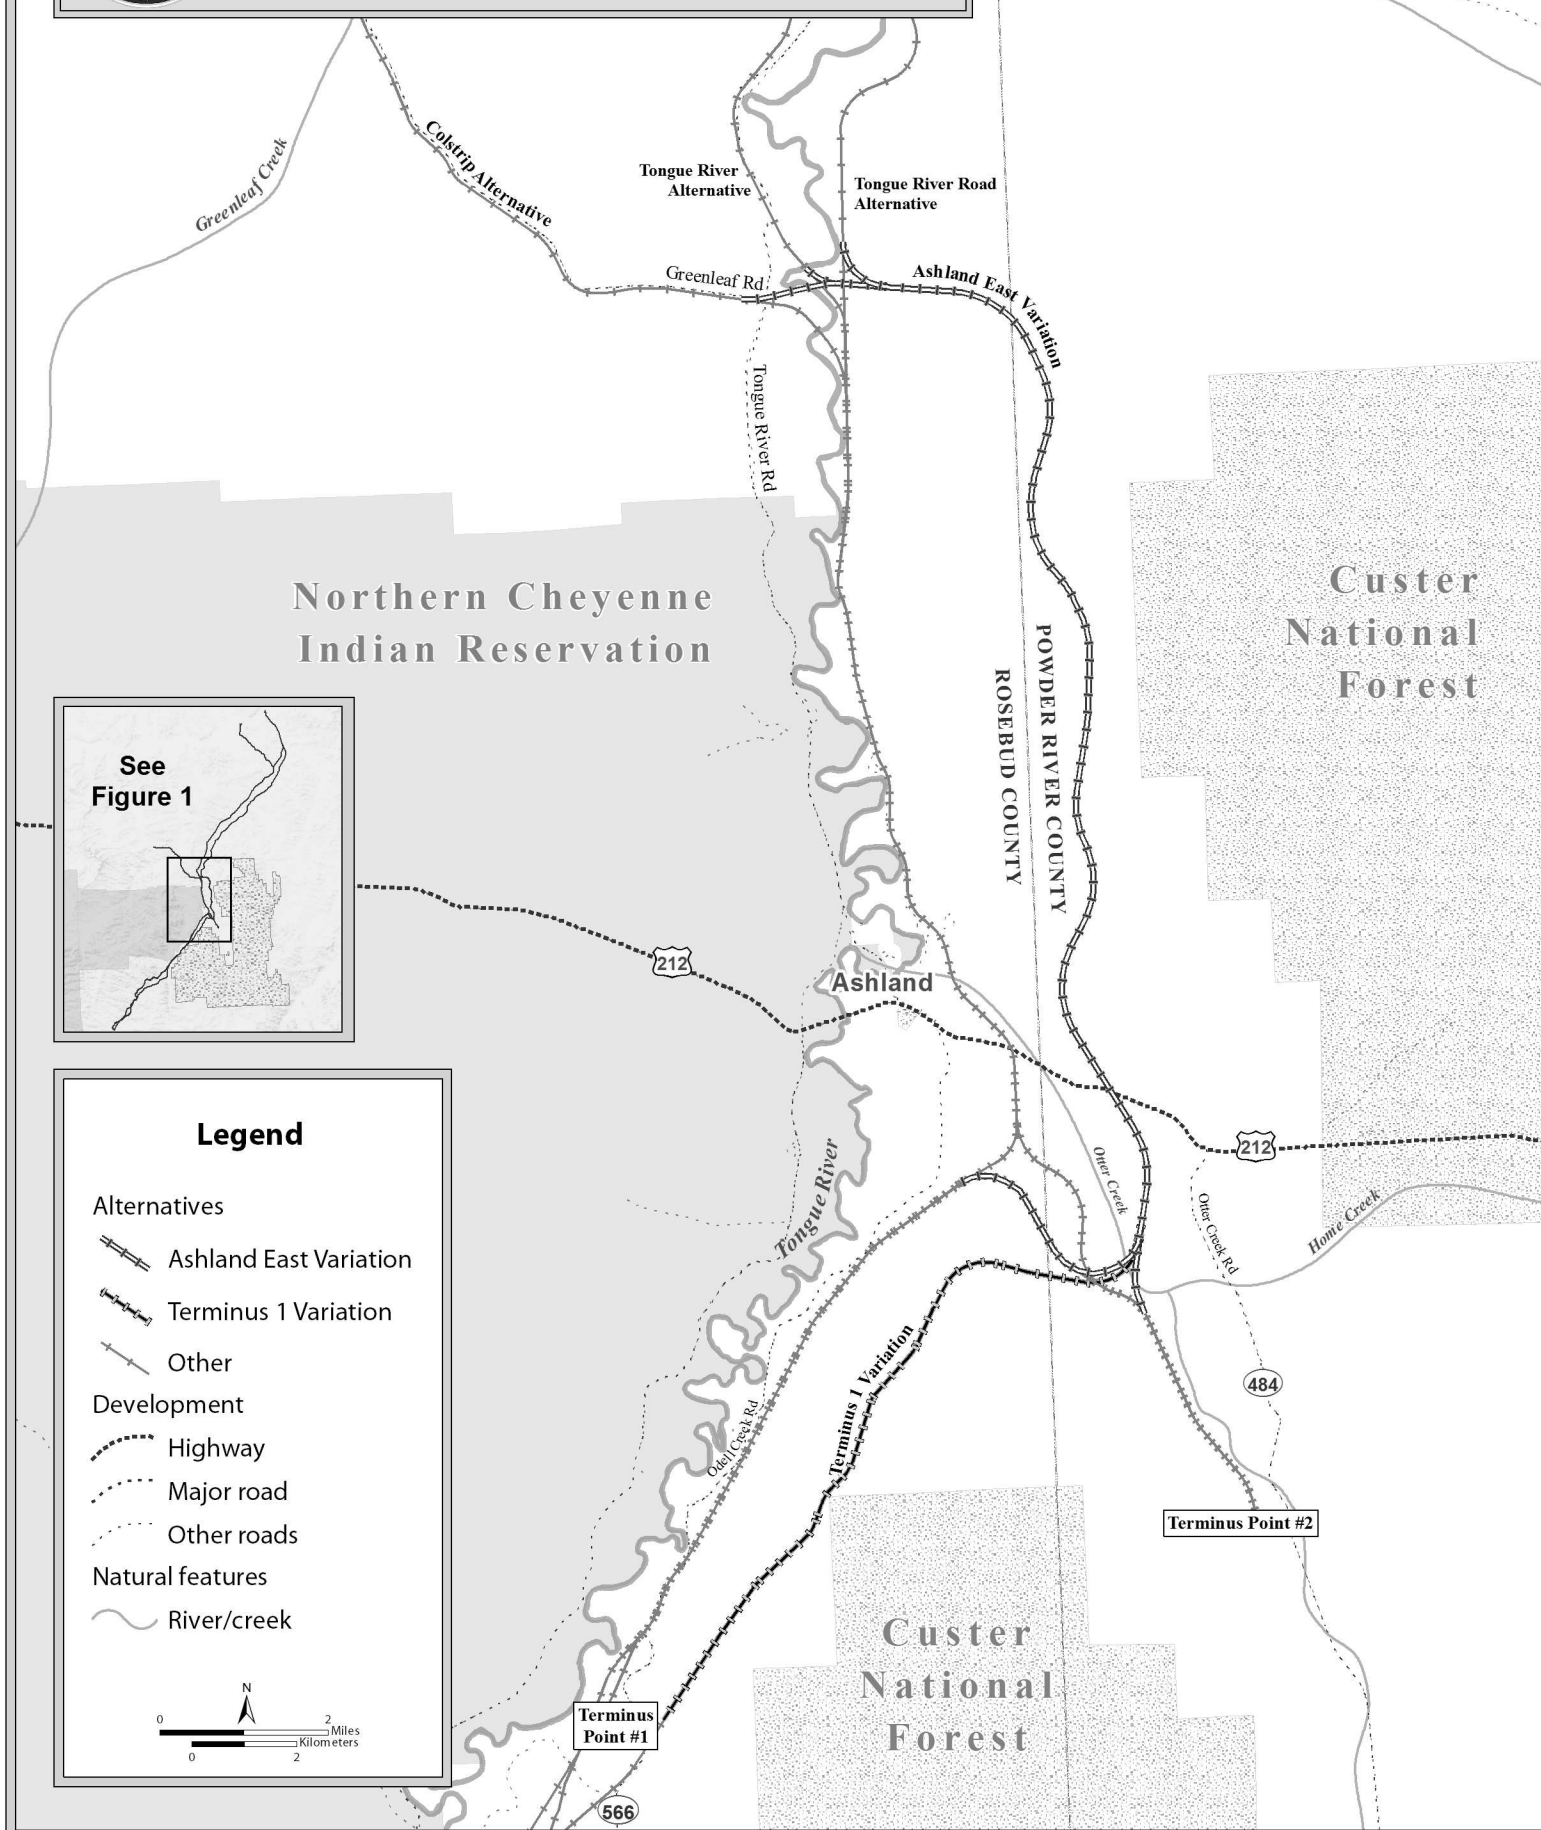 Greenleaf Creek
Colstrip Alternative
Tongue River
Alternative
Tongue River Road
Alternative
Greenleaf Rd
Ashland East Variation
Tongue River Rd
Northern Cheyenne
Indian Reservation
Custer
National
Forest
POWDER RIVER COUNTY
ROSEBUD COUNTY
See
Figure 1
212
Ashland
212
Legend
Alternatives
Ashland East Variation
Terminus 1 Variation
Other
Development
Highway
Major road
Other roads
Natural features
River/creek
N
0 2
Miles
Kilometers
0 2
Tongue River
Otter Creek
Otter Creek Rd
Home Creek
Terminus 1 Variation
Odell Creek Rd
484
Terminus Point #2
Custer
National
Forest
Terminus
Point #1
566